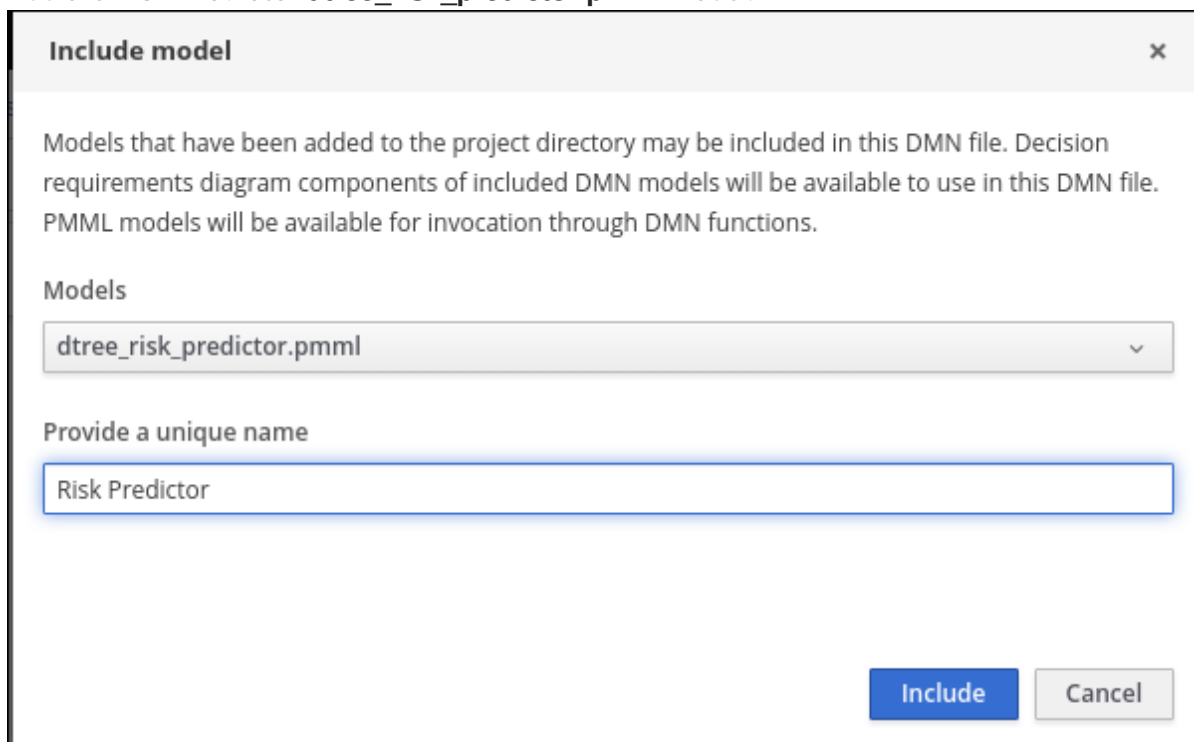 Include model
×
Models that have been added to the project directory may be included in this DMN file. Decision
requirements diagram components of included DMN models will be available to use in this DMN file.
PMML models will be available for invocation through DMN functions.
Models
dtree_risk_predictor.pmml
Provide a unique name
Risk Predictor
Include
Cancel